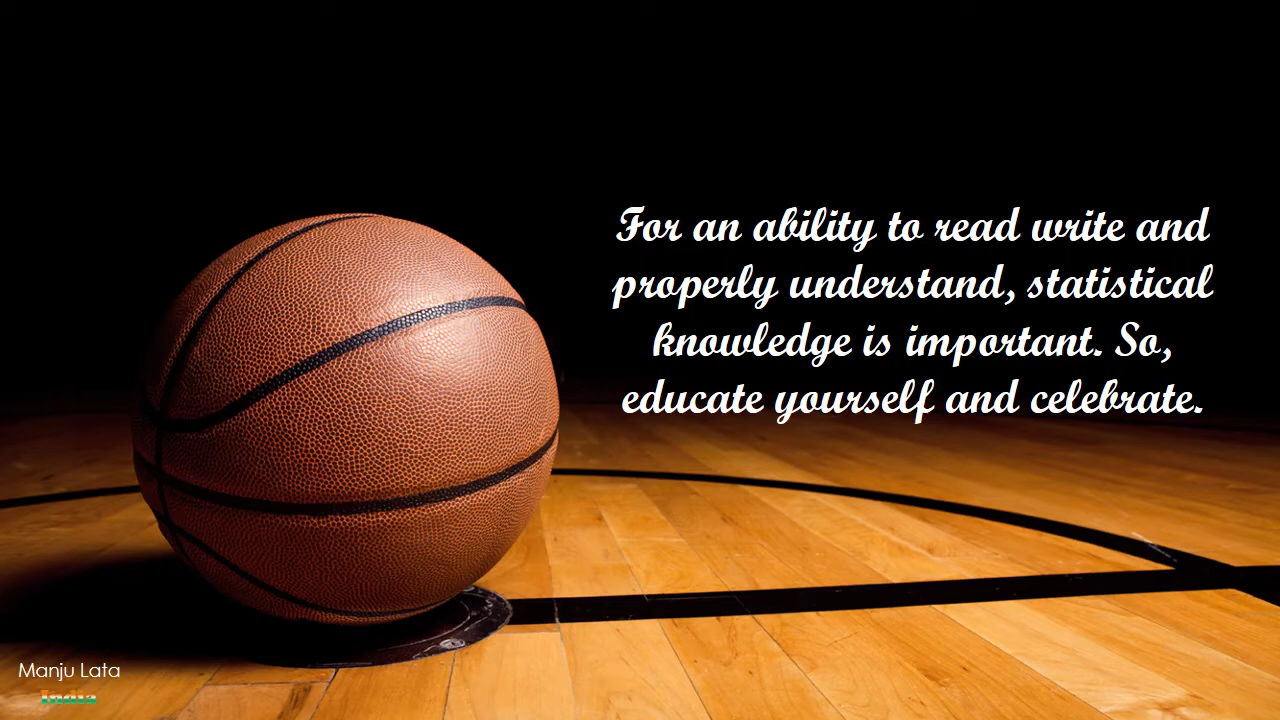 For an ability to read write and
properly understand, statistical
knowledge is important. So,
educate yourself and celebrate.
Manju Lata
India